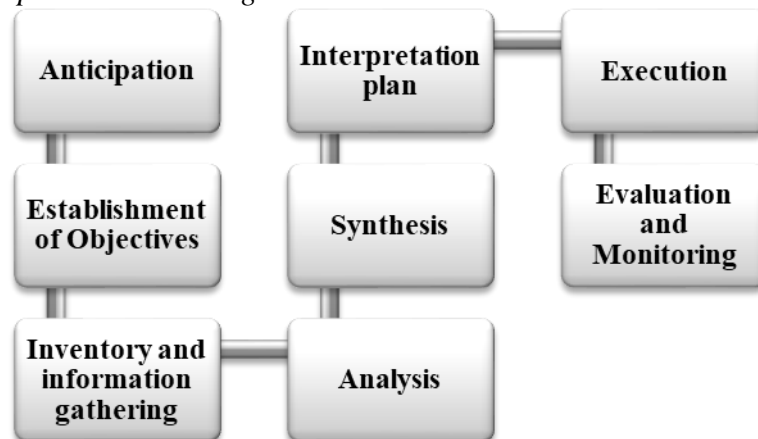 Anticipation
Establishment
of Objectives
Inventory and
information
gathering
Analysis
Synthesis
Interpretation
plan
Execution
Evaluation
and
Monitoring